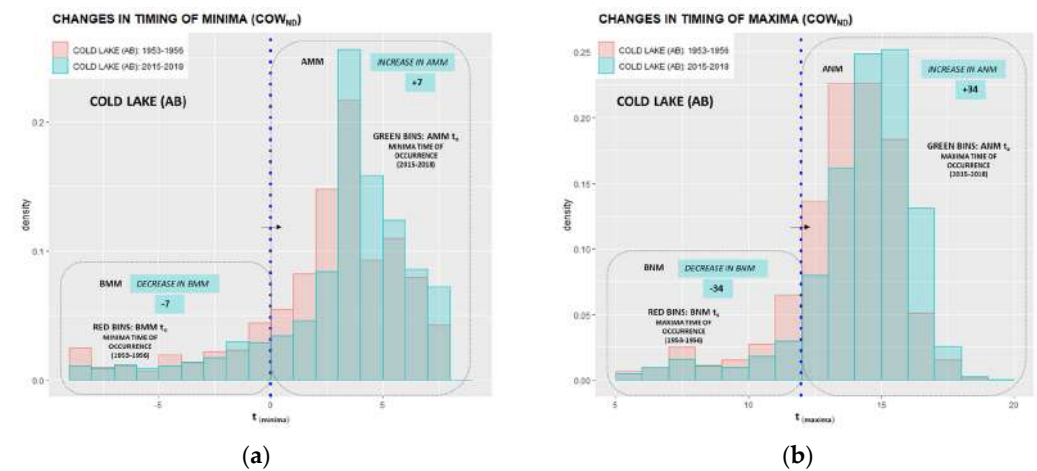 CHANGES IN TIMING OF MINIMA (COW_ND)
COLD LAKE (AB): 1953-1956
COLD LAKE (AB): 2015-2018
COLD LAKE (AB)
AMM
INCREASE IN AMM
+7
GREEN BINS: AMM t_o
MINIMA TIME OF
OCCURRENCE
(2015-2018)
BMM
DECREASE IN BMM
-7
RED BINS: BMM t_o
MINIMA TIME OF
OCCURRENCE
(1953-1956)
density
0.2
0.1
0.0
-5
0
5
t (minima)
(a)
CHANGES IN TIMING OF MAXIMA (COW_ND)
COLD LAKE (AB): 1953-1956
COLD LAKE (AB): 2015-2018
COLD LAKE (AB)
ANM
INCREASE IN ANM
+34
GREEN BINS: ANM t_o
MAXIMA TIME OF
OCCURRENCE
(2015-2018)
BNM
DECREASE IN BNM
-34
RED BINS: BNM t_o
MAXIMA TIME OF
OCCURRENCE
(1953-1956)
density
0.25
0.20
0.15
0.10
0.05
0.00
5
10
15
20
t (maxima)
(b)